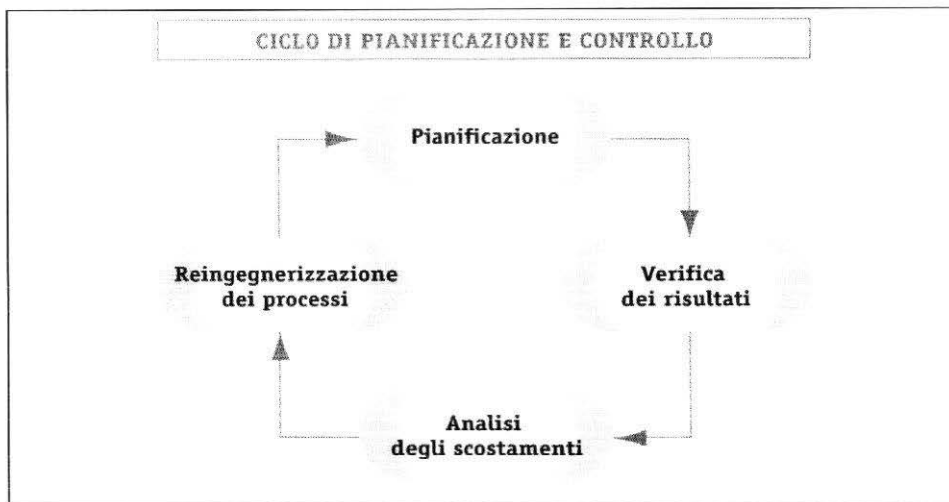 CICLO DI PIANIFICAZIONE E CONTROLLO
Pianificazione
Verifica
dei risultati
Analisi
degli scostamenti
Reingegnerizzazione
dei processi